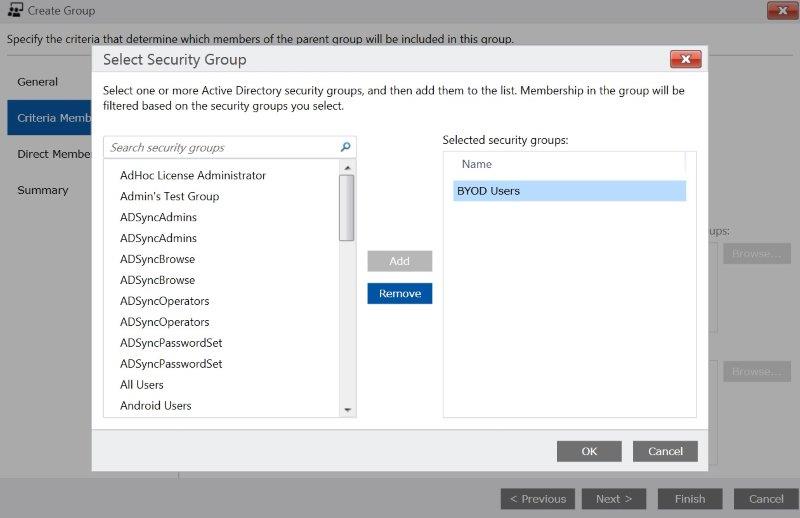 Create Group
Specify the criteria that determine which members of the parent group will be included in this group.
General
Criteria Memb
Direct Membe
Summary
Select Security Group
Select one or more Active Directory security groups, and then add them to the list. Membership in the group will be
filtered based on the security groups you select.
Search security groups
AdHoc License Administrator
Admin's Test Group
ADSyncAdmins
ADSyncAdmins
ADSyncBrowse
ADSyncBrowse
ADSyncOperators
ADSyncOperators
ADSyncPasswordSet
ADSyncPasswordSet
All Users
Android Users
Add
Remove
Selected security groups:
Name
BYOD Users
OK
Cancel
ups:
Browse...
Browse...
< Previous
Next >
Finish
Cancel